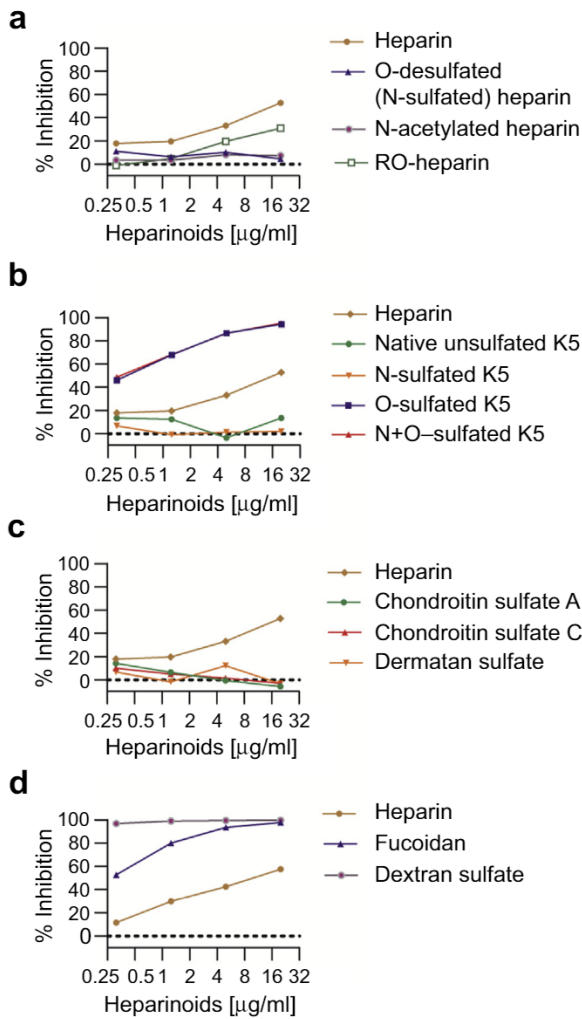 a
% Inhibition
100
80
60
40
20
0
0.25 0.5 1 2 4 8 16 32
Heparinoids [μg/ml]
Heparin
O-desulfated
(N-sulfated) heparin
N-acetylated heparin
RO-heparin
b
% Inhibition
100
80
60
40
20
0
0.25 0.5 1 2 4 8 16 32
Heparinoids [μg/ml]
Heparin
Native unsulfated K5
N-sulfated K5
O-sulfated K5
N+O–sulfated K5
c
% Inhibition
100
80
60
40
20
0
0.25 0.5 1 2 4 8 16 32
Heparinoids [μg/ml]
Heparin
Chondroitin sulfate A
Chondroitin sulfate C
Dermatan sulfate
d
% Inhibition
100
80
60
40
20
0
0.25 0.5 1 2 4 8 16 32
Heparinoids [μg/ml]
Heparin
Fucoidan
Dextran sulfate